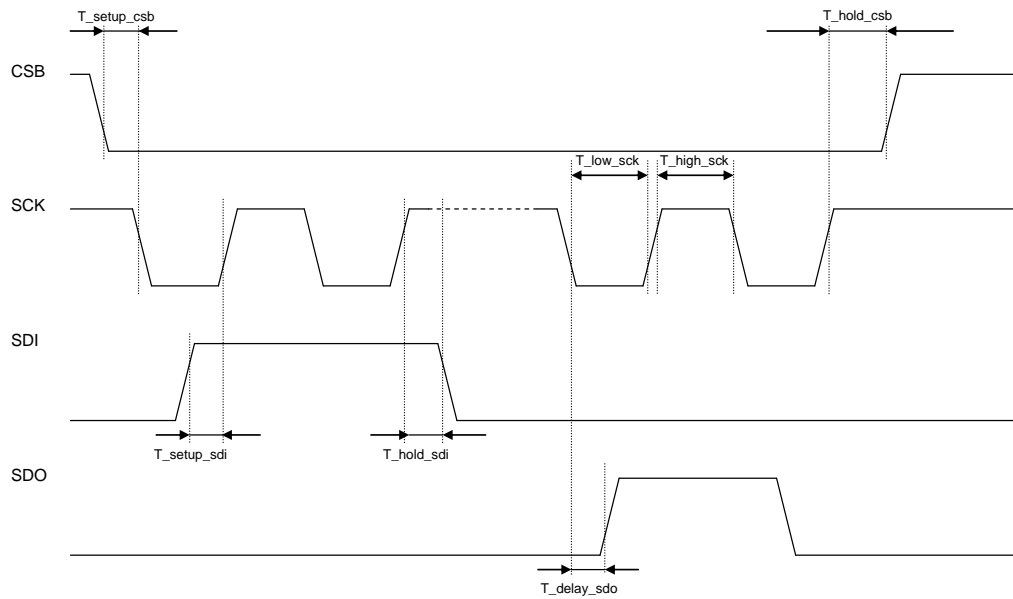 T_setup_csb
T_hold_csb
CSB
T_low_sck
T_high_sck
SCK
SDI
T_setup_sdi
T_hold_sdi
SDO
T_delay_sdo